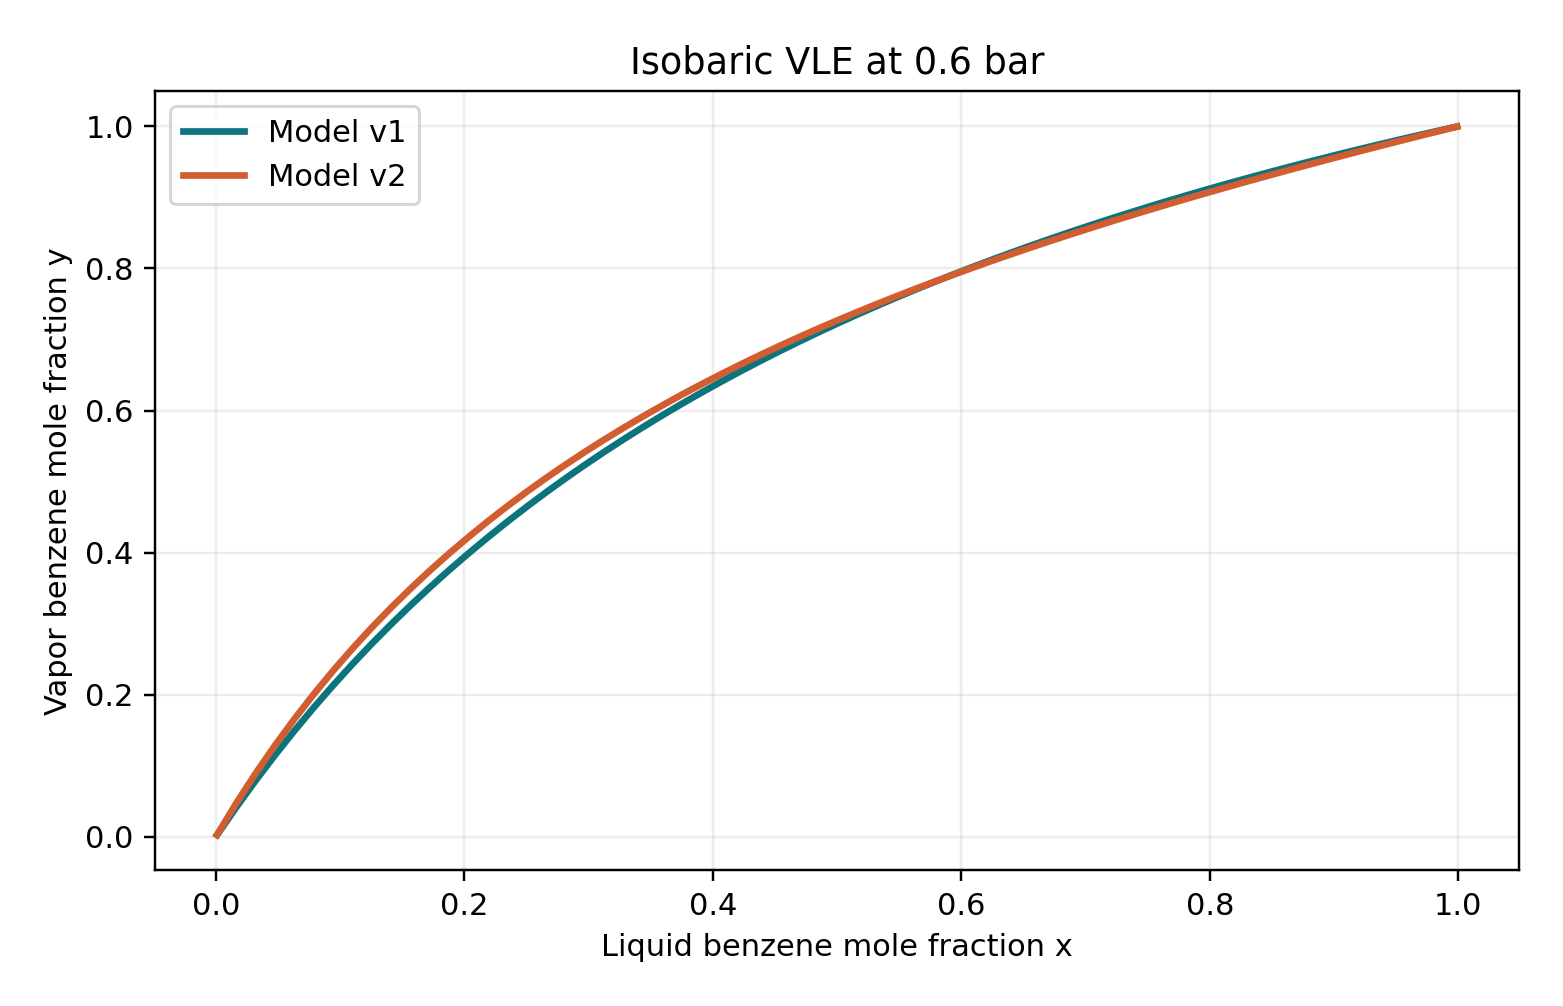 Isobaric VLE at 0.6 bar
Model v1
Model v2
Vapor benzene mole fraction y
1.0
0.8
0.6
0.4
0.2
0.0
0.0 0.2 0.4 0.6 0.8 1.0
Liquid benzene mole fraction x